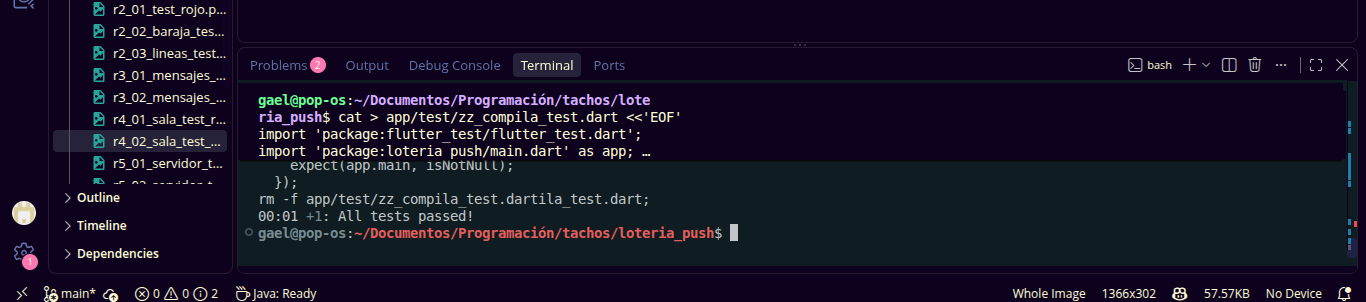 r2_01_test_rojo.p...
r2_02_baraja_tes...
r2_03_lineas_test...
r3_01_mensajes_...
r3_02_mensajes_...
r4_01_sala_test_r...
r4_02_sala_test_...
r5_01_servidor_t...
Outline
Timeline
Dependencies
1
Problems 2 Output Debug Console Terminal Ports
bash
gael@pop-os:~/Documentos/Programación/tachos/lote
ria_push$ cat > app/test/zz_compila_test.dart <<'EOF'
import 'package:flutter_test/flutter_test.dart';
import 'package:loteria_push/main.dart' as app; …
expect(app.main, isNotNull);
});
rm -f app/test/zz_compila_test.dartila_test.dart;
00:01 +1: All tests passed!
gael@pop-os:~/Documentos/Programación/tachos/loteria_push$
main* 0 0 2 Java: Ready Whole Image 1366x302 57.57KB No Device